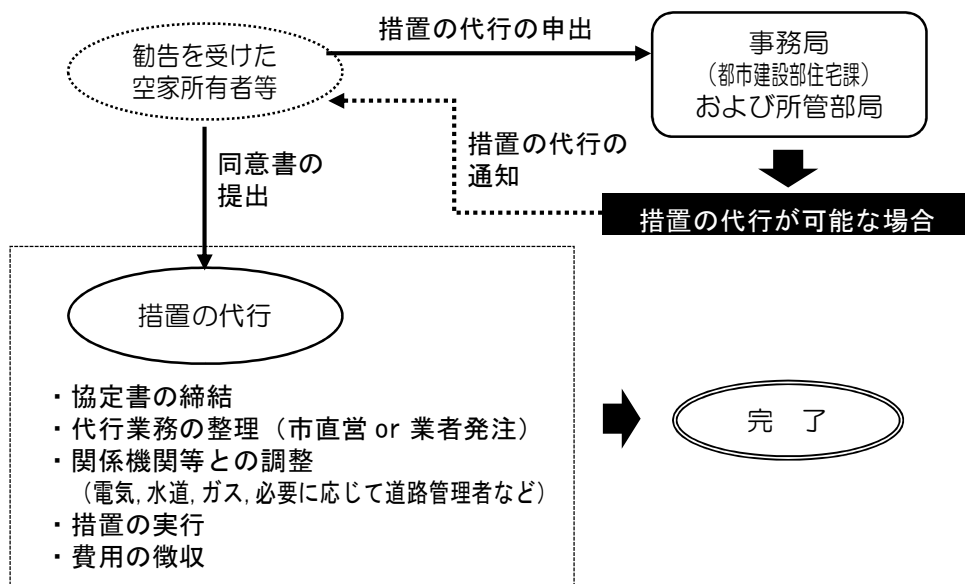 措置の代行の申出
勧告を受けた
空家所有者等
事務局
（都市建設部住宅課）
および所管部局
措置の代行の
通知
同意書の
提出
措置の代行が可能な場合
措置の代行
・協定書の締結
・代行業務の整理（市直営 or 業者発注）
・関係機関等との調整
（電気,水道,ガス,必要に応じて道路管理者など）
・措置の実行
・費用の徴収
完　了